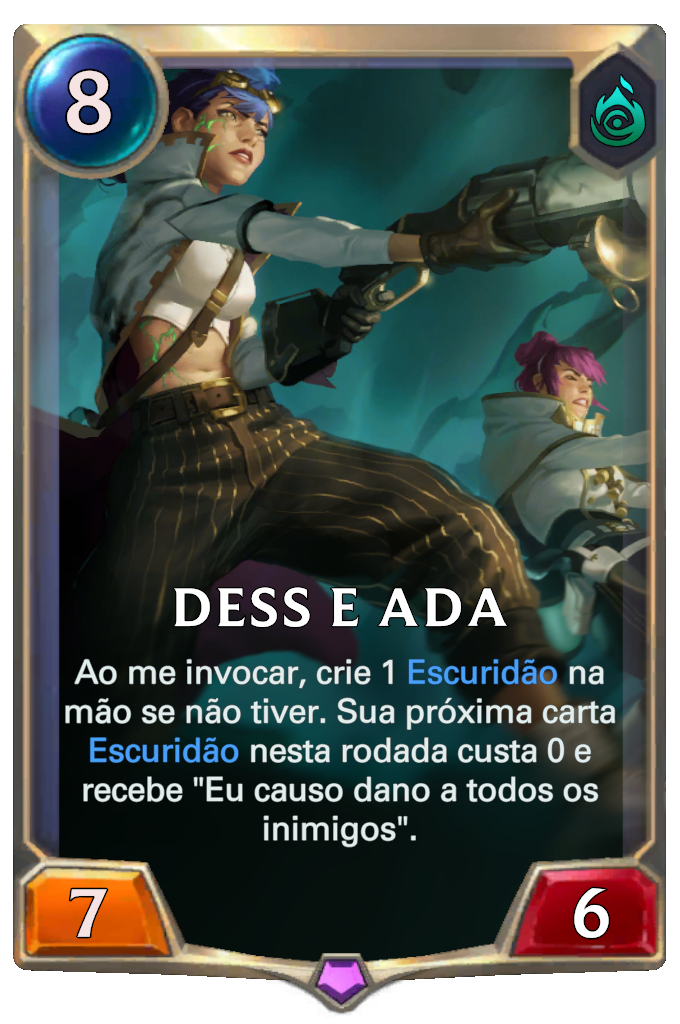 8
DESS E ADA
Ao me invocar, crie 1 Escuridão na
mão se não tiver. Sua próxima carta
Escuridão nesta rodada custa 0 e
recebe "Eu causo dano a todos os
inimigos".
7
6